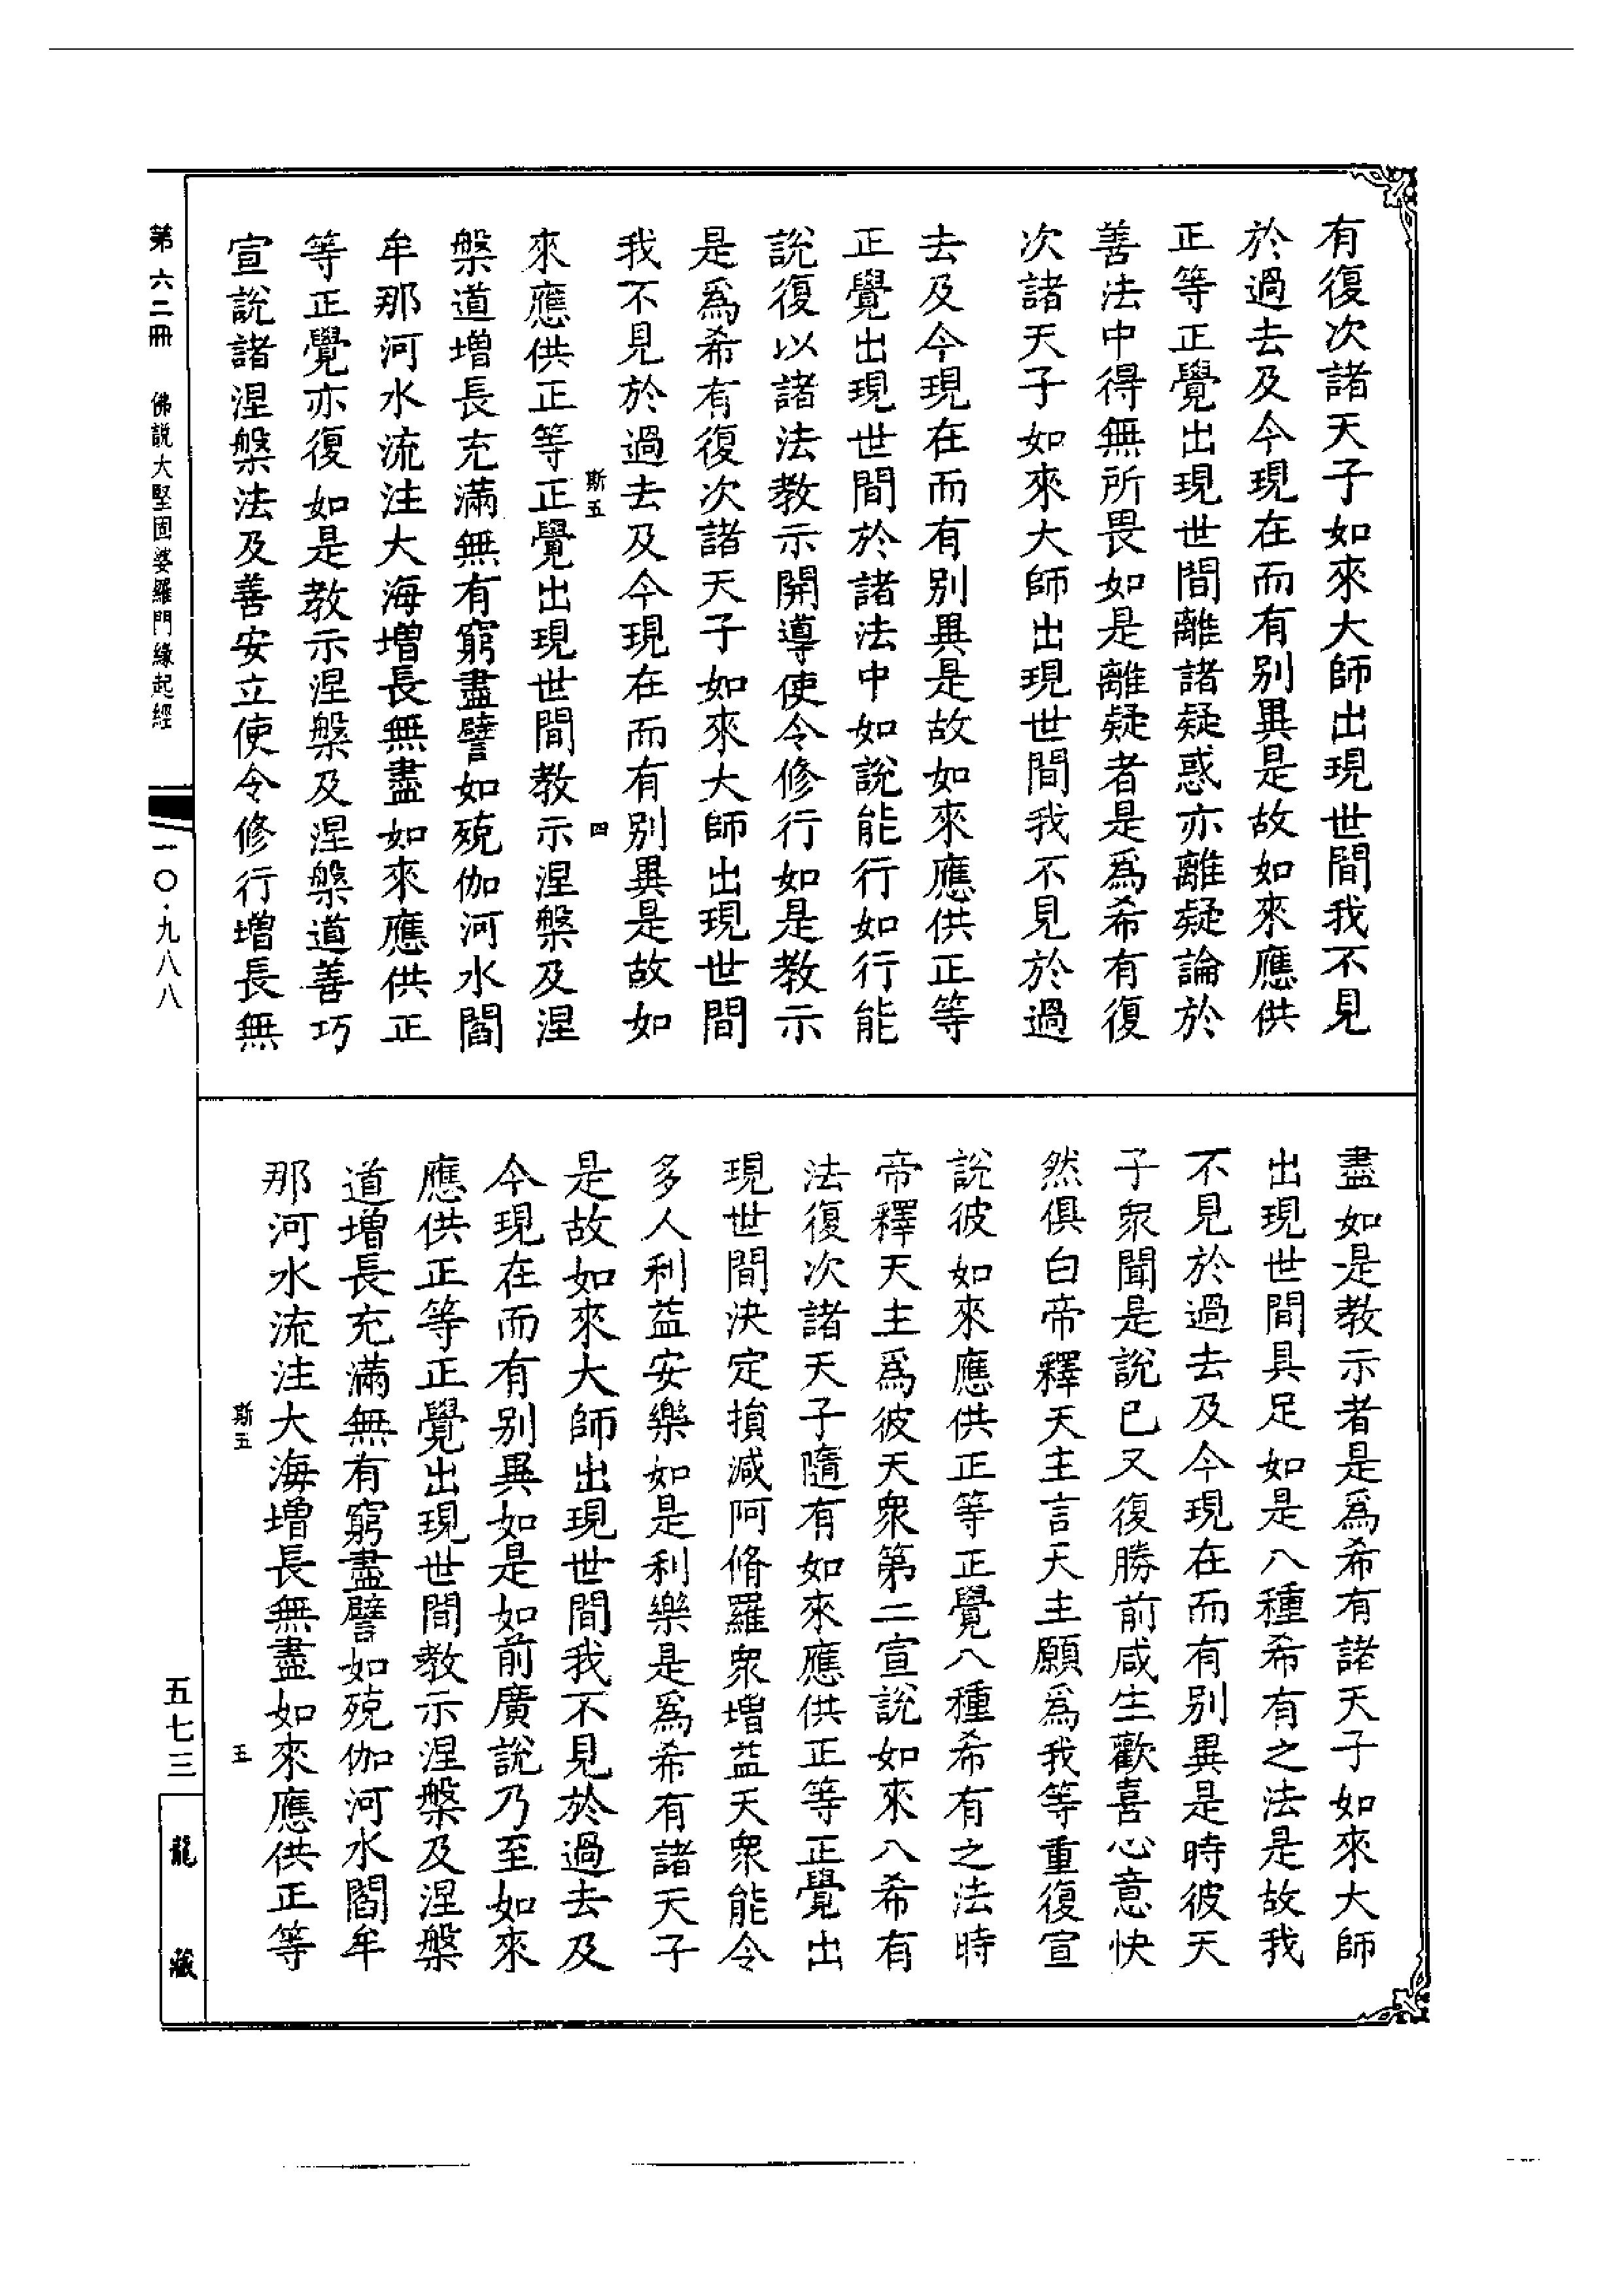 有復次諸天子如來大師出現世間我不見
於過去及今現在而有別異是故如來應供
正等正覺出現世間離諸疑惑亦離疑論於
善法中得無所畏如是離疑者是爲希有復
次諸天子如來大師出現世間我不見於過
去及今現在而有別異是故如來應供正等
正覺出現世間於諸法中如說能行如行能
說復以諸法教示開導使令修行如是教示
是爲希有復次諸天子如來大師出現世間
我不見於過去及今現在而有別異是故如
斯五 四
來應供正等正覺出現世間教示涅槃及涅
槃道增長充滿無有窮盡譬如殑伽河水閻
牟那河水流注大海增長無盡如來應供正
等正覺亦復如是教示涅槃及涅槃道善巧
宣說諸涅槃法及善安立使令修行增長無
盡如是教示者是爲希有諸天子如來大師
出現世間具足如是八種希有之法是故我
不見於過去及今現在而有別異是時彼天
子衆聞是說已又復勝前咸生歡喜心意快
然俱白帝釋天主言天主願爲我等重復宣
說彼如來應供正等正覺八種希有之法時
帝釋天主爲彼天衆第二宣說如來八希有
法復次諸天子隨有如來應供正等正覺出
現世間決定損減阿脩羅衆增益天衆能令
多人利益安樂如是利樂是爲希有諸天子
是故如來大師出現世間我不見於過去及
今現在而有別異如是如前廣說乃至如來
應供正等正覺出現世間教示涅槃及涅槃
道增長充滿無有窮盡譬如殑伽河水閻牟
那河水流注大海增長無盡如來應供正等
斯五 五
第六二冊 佛說大堅固婆羅門緣起經 一〇·九八八
五七三 龍藏